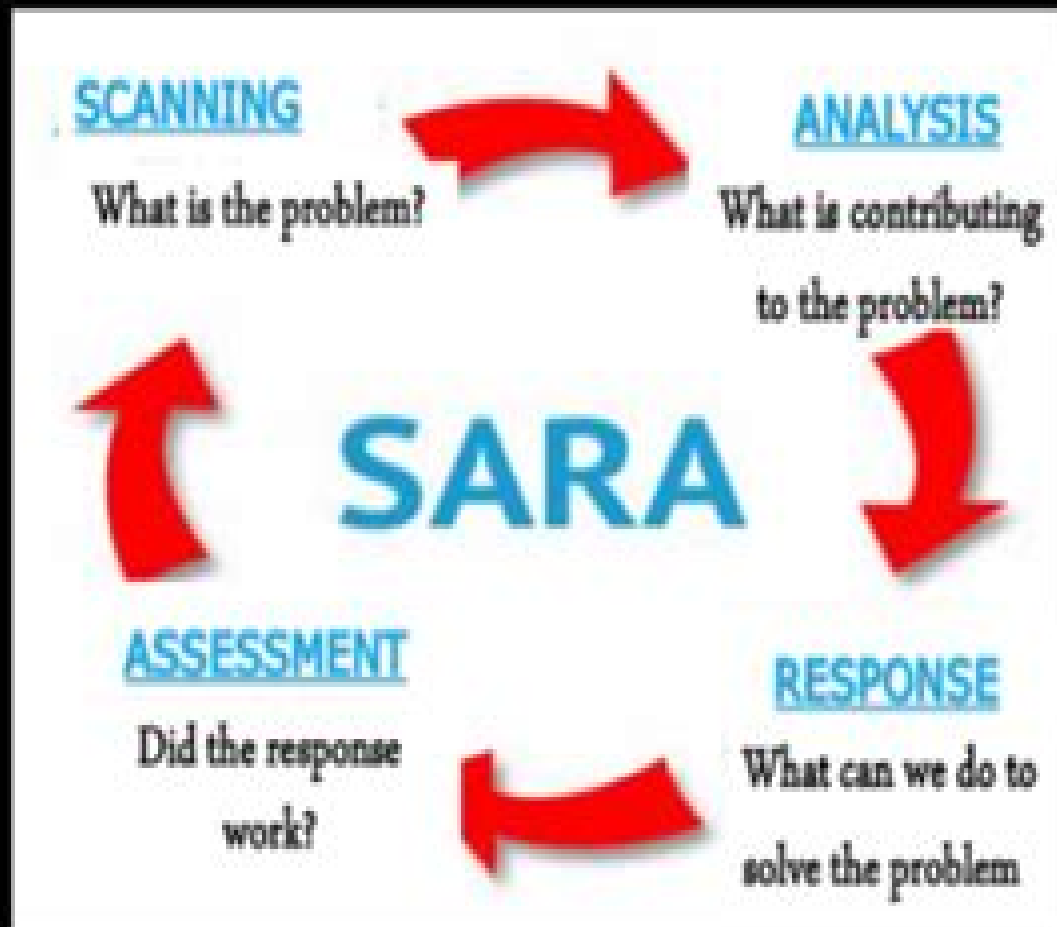 SCANNING
What is the problem?
ANALYSIS
What is contributing
to the problem?
SARA
RESPONSE
What can we do to
solve the problem
ASSESSMENT
Did the response
work?